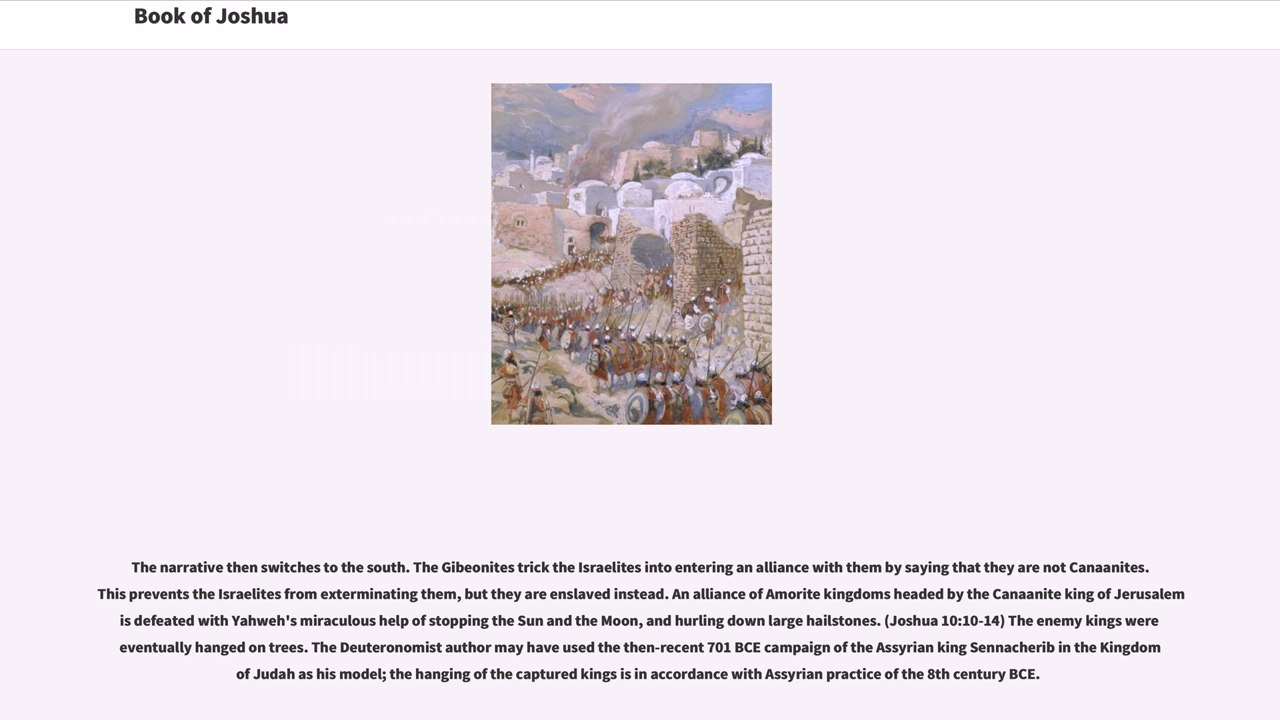 Book of Joshua
The narrative then switches to the south. The Gibeonites trick the Israelites into entering an alliance with them by saying that they are not Canaanites.
This prevents the Israelites from exterminating them, but they are enslaved instead. An alliance of Amorite kingdoms headed by the Canaanite king of Jerusalem
is defeated with Yahweh's miraculous help of stopping the Sun and the Moon, and hurling down large hailstones. (Joshua 10:10-14) The enemy kings were
eventually hanged on trees. The Deuteronomist author may have used the then-recent 701 BCE campaign of the Assyrian king Sennacherib in the Kingdom
of Judah as his model; the hanging of the captured kings is in accordance with Assyrian practice of the 8th century BCE.